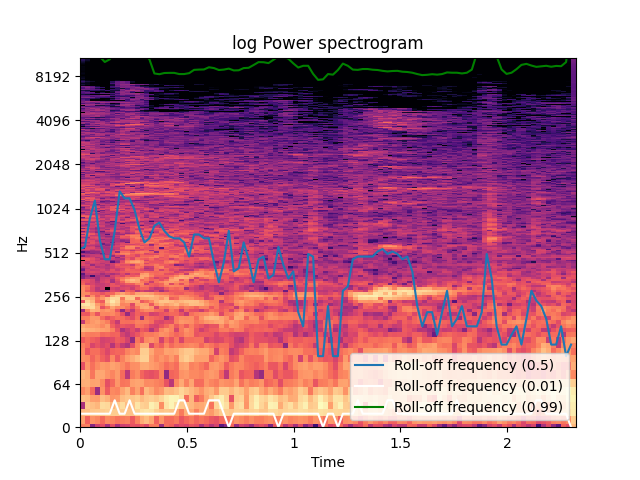 log Power spectrogram
8192
4096
2048
1024
512
256
128
64
0
Hz
Roll-off frequency (0.5)
Roll-off frequency (0.01)
Roll-off frequency (0.99)
0 0.5 1 1.5 2
Time